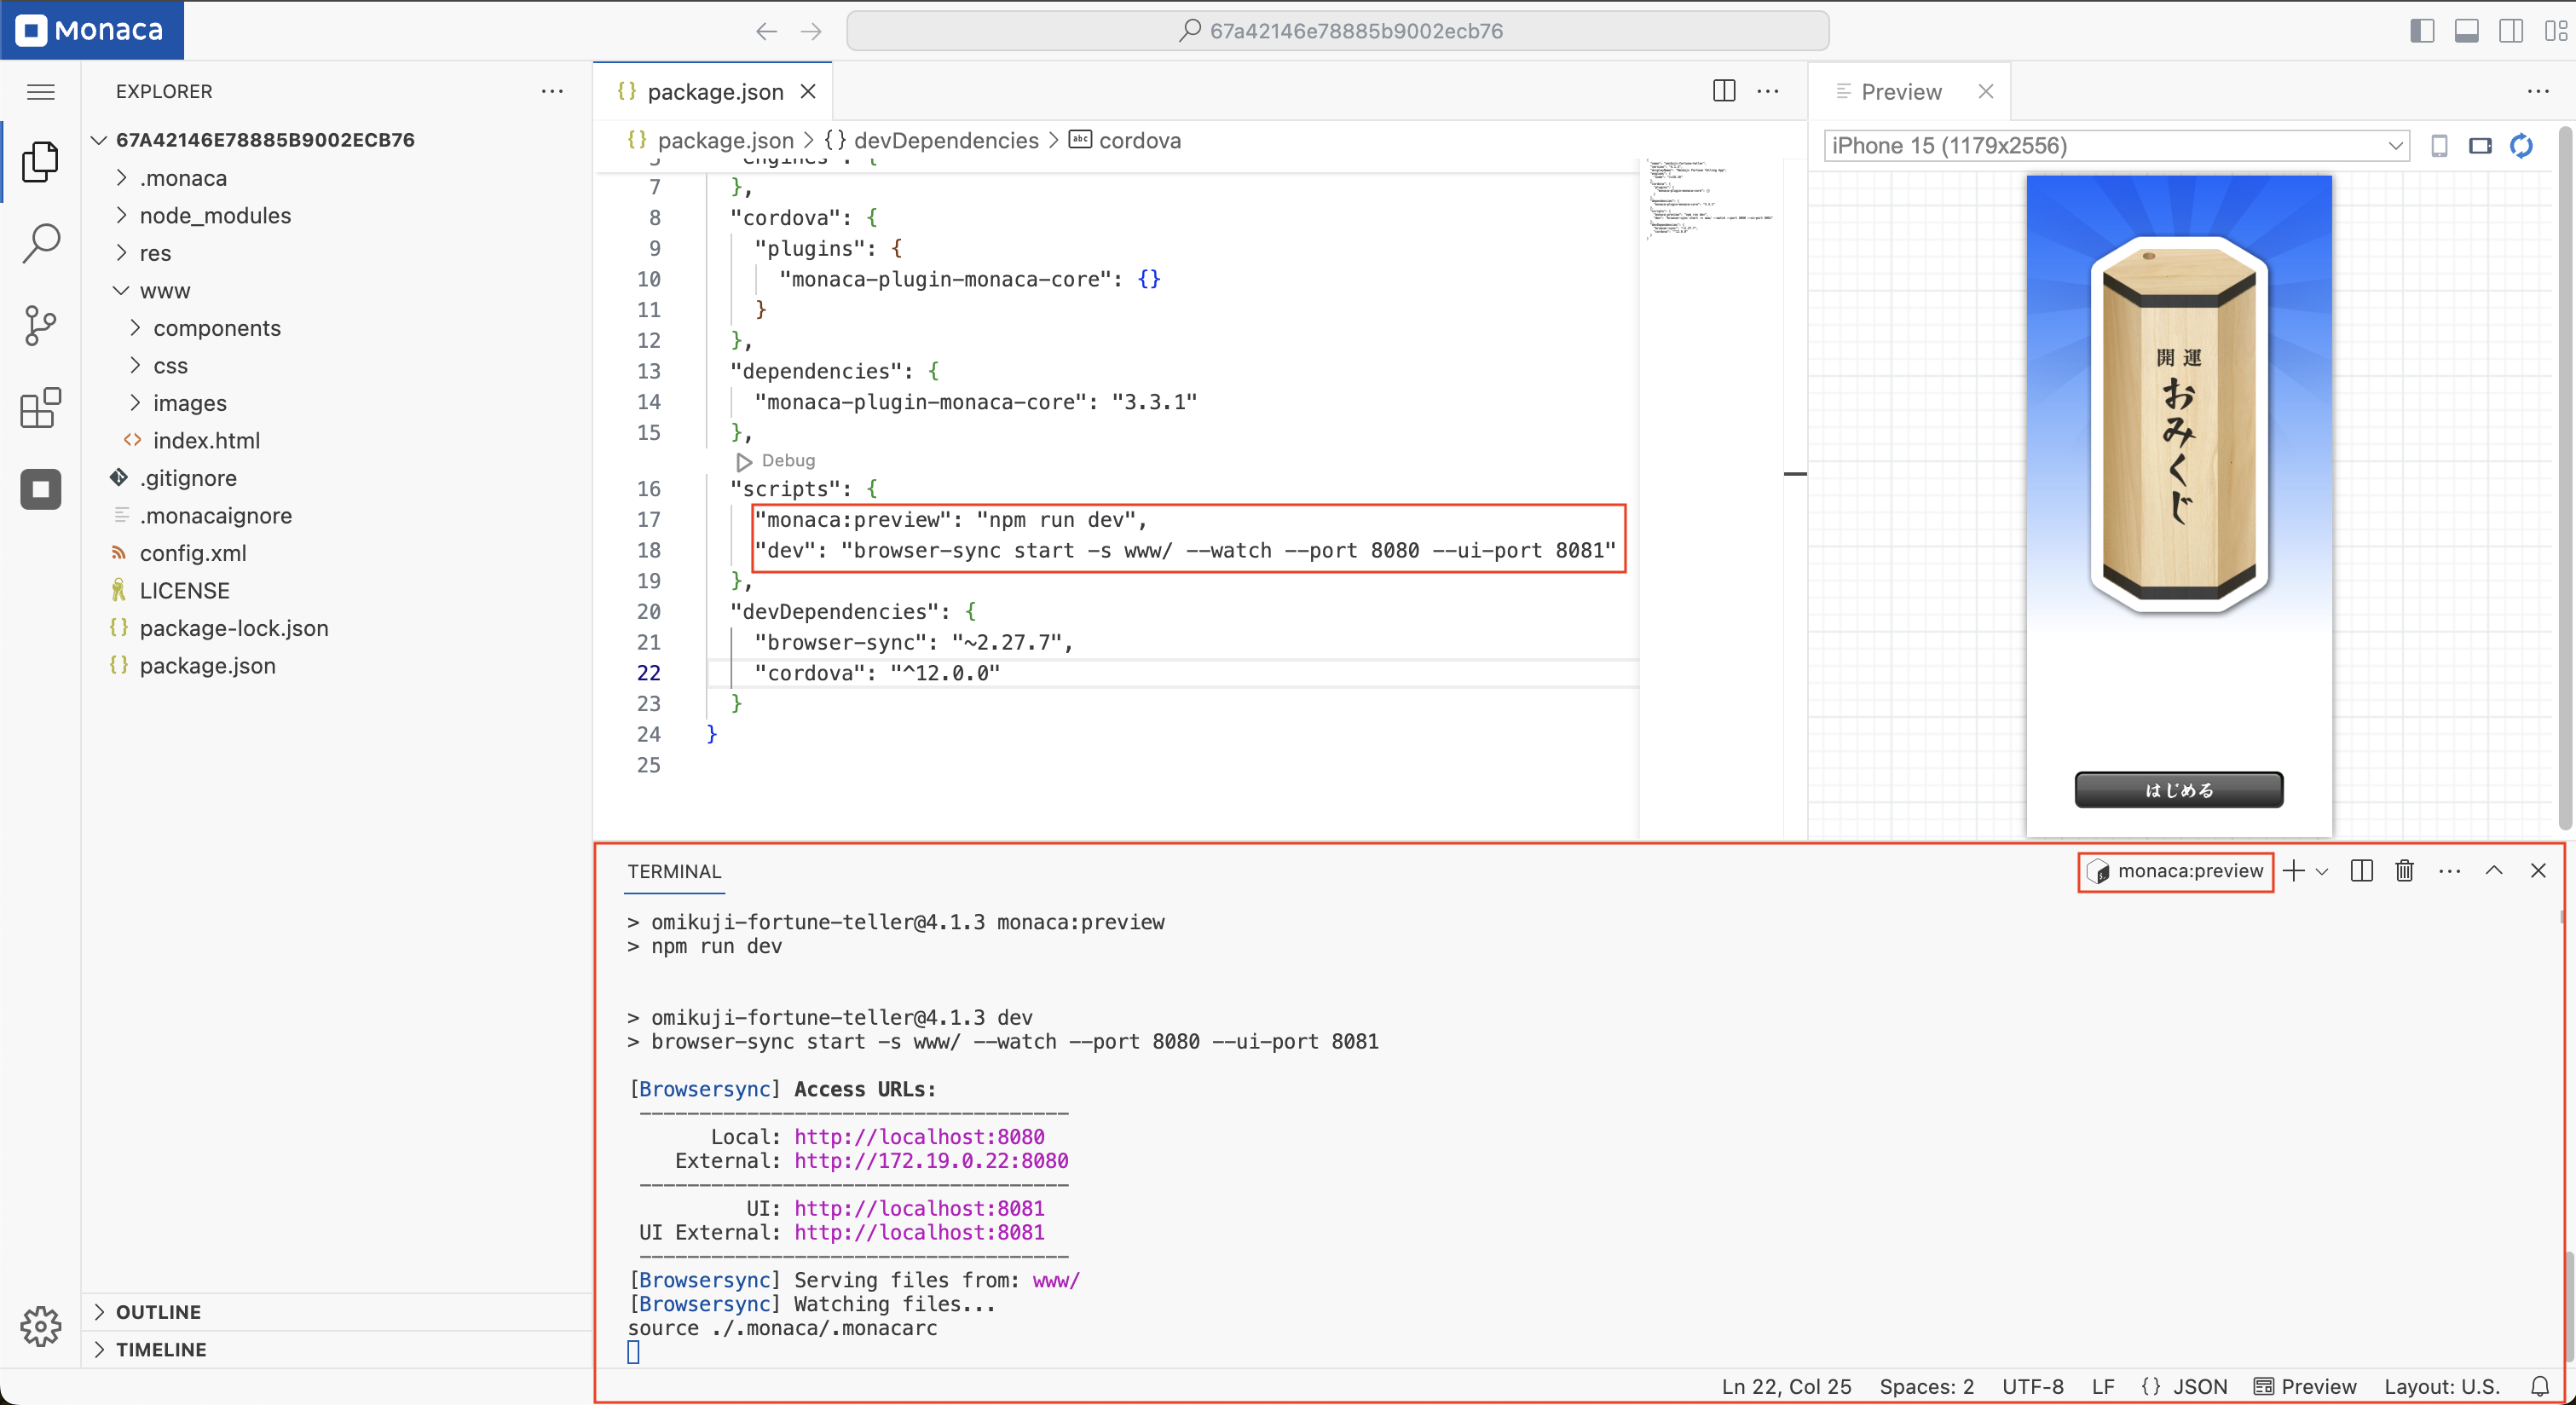 Monaca
67a42146e78885b9002ecb76
EXPLORER
67A42146E78885B9002ECB76
.monaca
node_modules
res
www
components
css
images
index.html
.gitignore
.monacaignore
config.xml
LICENSE
package-lock.json
package.json
OUTLINE
TIMELINE
package.json
package.json > {} devDependencies > abc cordova
7 },
8 "cordova": {
9 "plugins": {
10 "monaca-plugin-monaca-core": {}
11 }
12 },
13 "dependencies": {
14 "monaca-plugin-monaca-core": "3.3.1"
15 },
Debug
16 "scripts": {
17 "monaca:preview": "npm run dev",
18 "dev": "browser-sync start -s www/ --watch --port 8080 --ui-port 8081"
19 },
20 "devDependencies": {
21 "browser-sync": "~2.27.7",
22 "cordova": "^12.0.0"
23 }
24 }
25
Preview
iPhone 15 (1179x2556)
開運
おみくじ
はじめる
TERMINAL
monaca:preview
> omikuji-fortune-teller@4.1.3 monaca:preview
> npm run dev
> omikuji-fortune-teller@4.1.3 dev
> browser-sync start -s www/ --watch --port 8080 --ui-port 8081
[Browsersync] Access URLs:
------------------------------------
Local: http://localhost:8080
External: http://172.19.0.22:8080
------------------------------------
UI: http://localhost:8081
UI External: http://localhost:8081
------------------------------------
[Browsersync] Serving files from: www/
[Browsersync] Watching files...
source ./.monaca/.monacarc
Ln 22, Col 25 Spaces: 2 UTF-8 LF {} JSON Preview Layout: U.S.